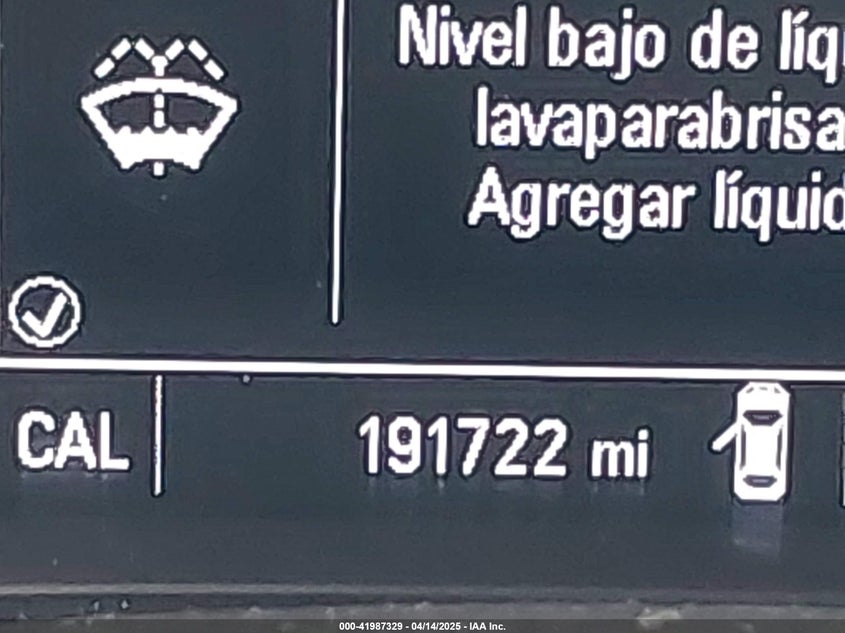 Nivel bajo de líq
lavaparabrisa
Agregar líquid
CAL 191722 mi
000-41987329 - 04/14/2025 - IAA Inc.